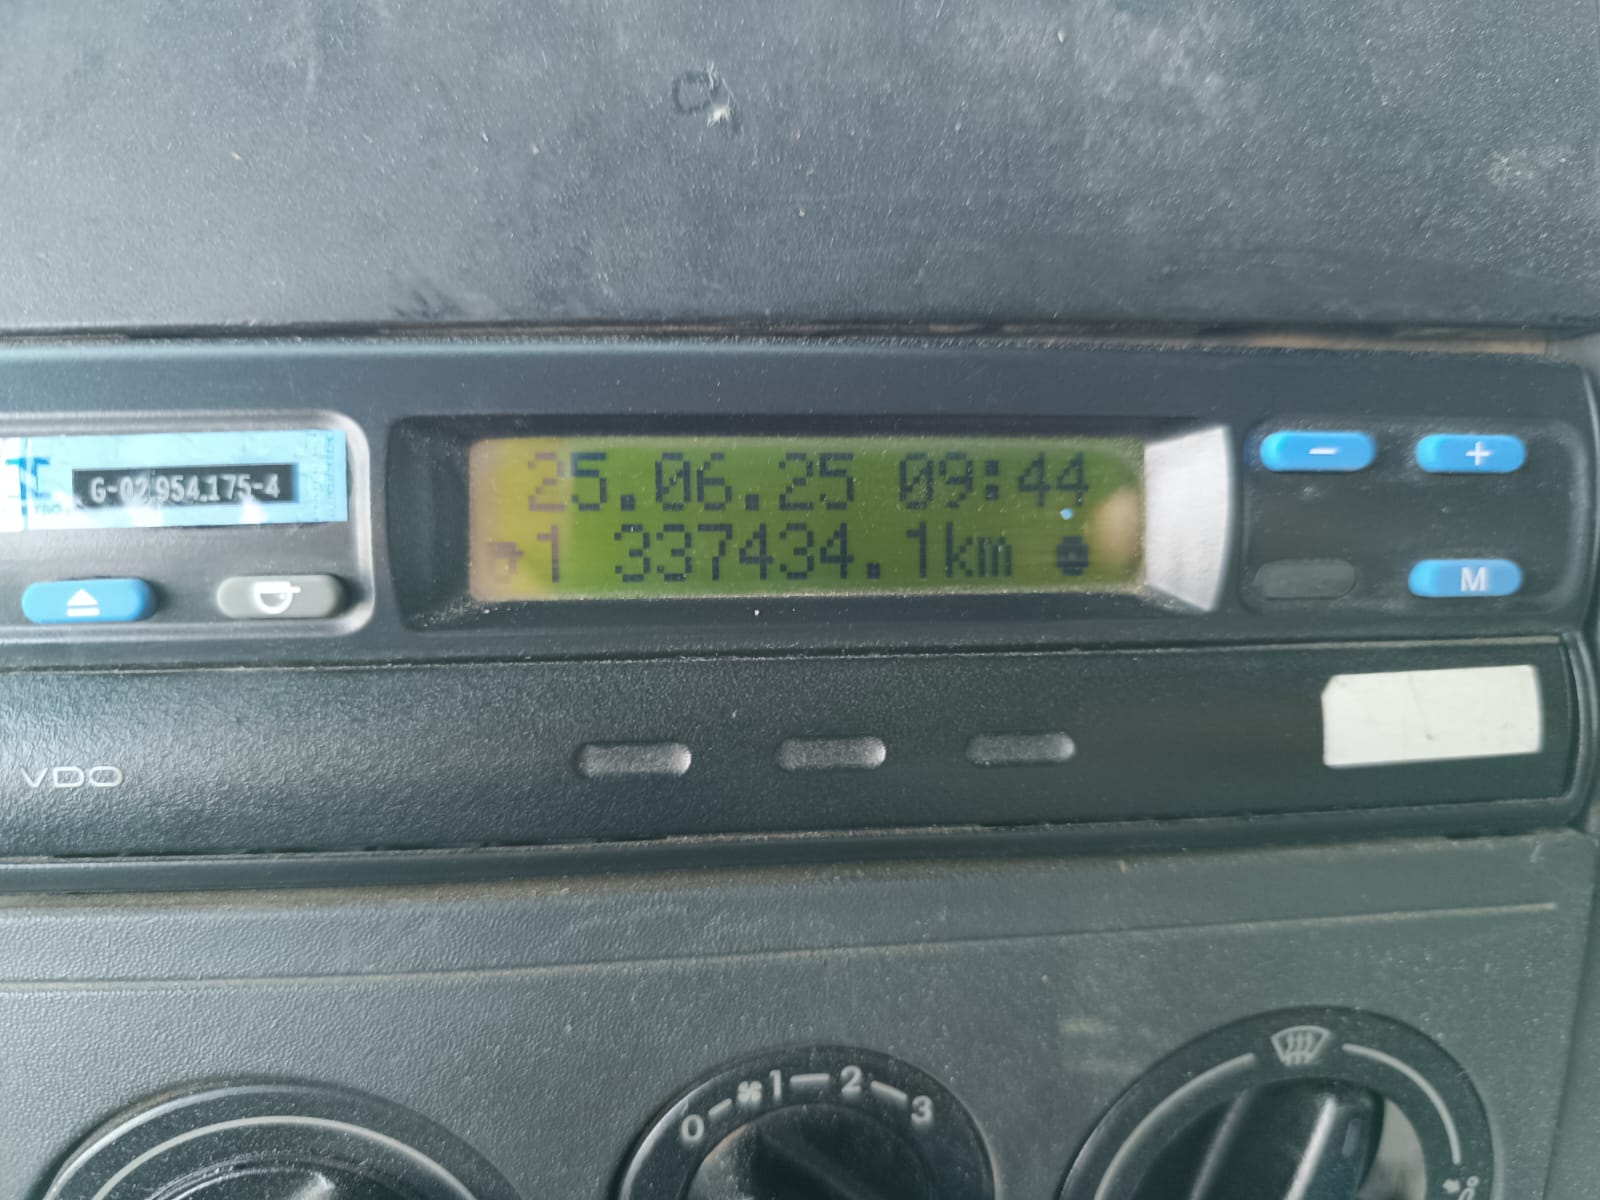 25.06.25 09:44
1 337434.1km
G-02.954.175-4
- +
M
VDO
0 1 2 3